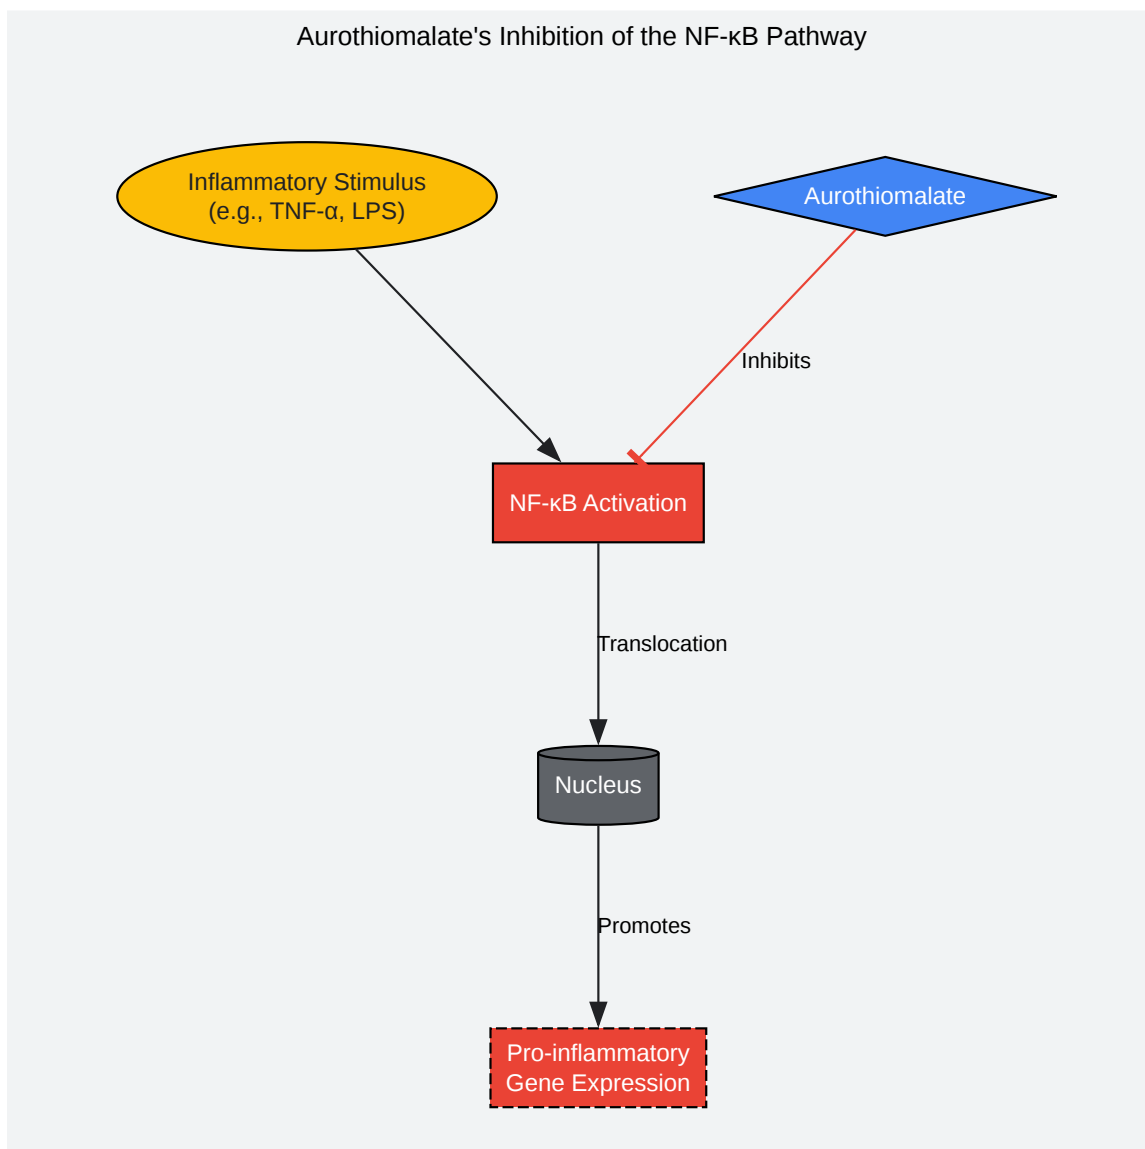 Aurothiomalate's Inhibition of the NF-κB Pathway
Inflammatory Stimulus
(e.g., TNF-α, LPS)
Aurothiomalate
Inhibits
NF-κB Activation
Translocation
Nucleus
Promotes
Pro-inflammatory
Gene Expression